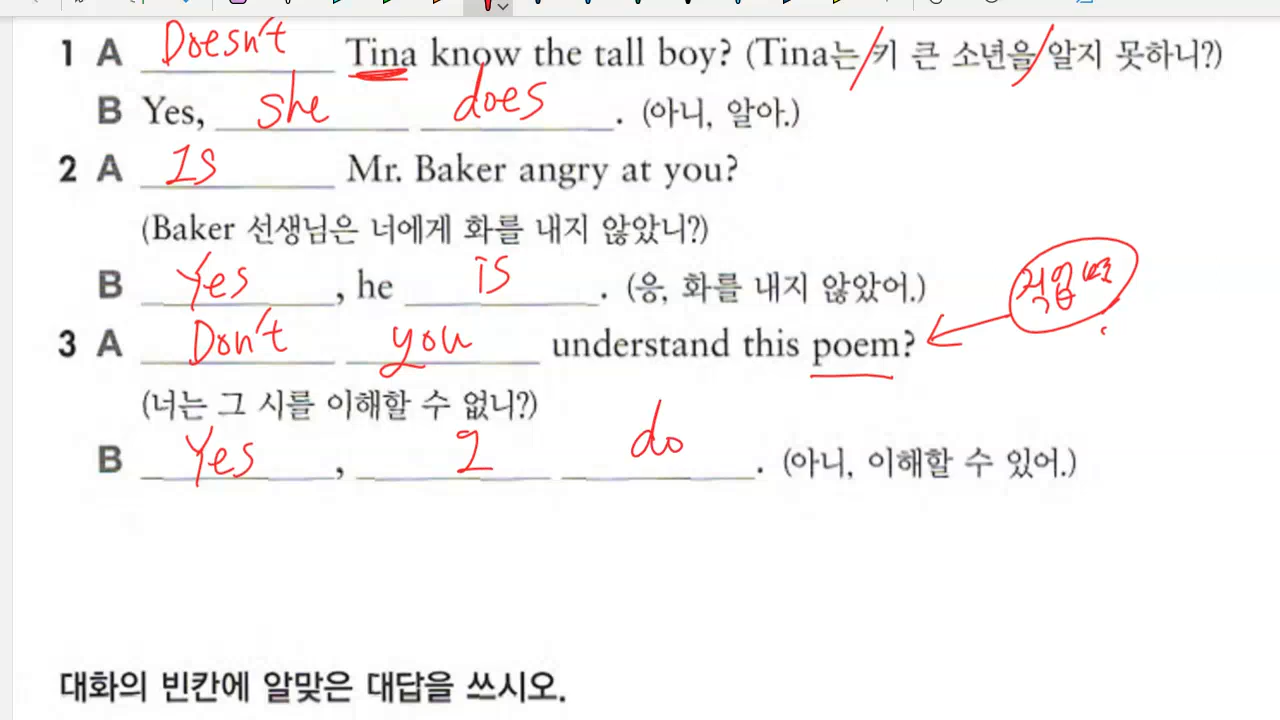 1 A Doesn't Tina know the tall boy? (Tina는/키 큰 소년을/알지 못하니?)
B Yes, she does . (아니, 알아.)
2 A Is Mr. Baker angry at you?
(Baker 선생님은 너에게 화를 내지 않았니?)
B Yes , he is . (응, 화를 내지 않았어.)
3 A Don't you understand this poem?
(너는 그 시를 이해할 수 없니?)
B Yes , I do . (아니, 이해할 수 있어.)
대화의 빈칸에 알맞은 대답을 쓰시오.